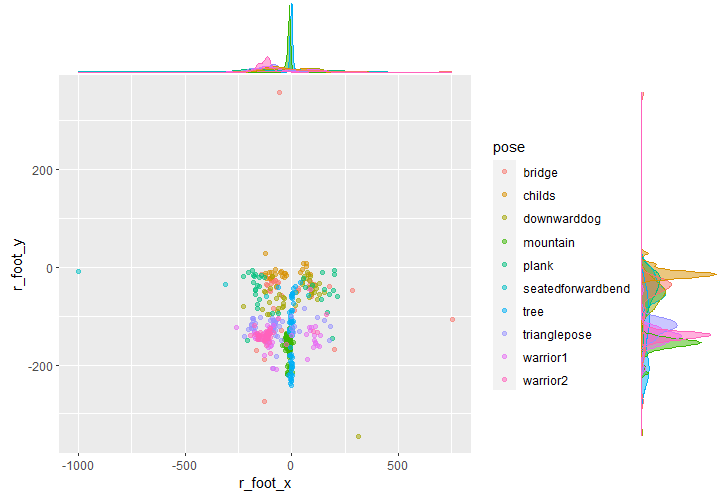 200
0
-200
r_foot_y
-1000
-500
0
500
r_foot_x
pose
bridge
childs
downwarddog
mountain
plank
seatedforwardbend
tree
trianglepose
warrior1
warrior2